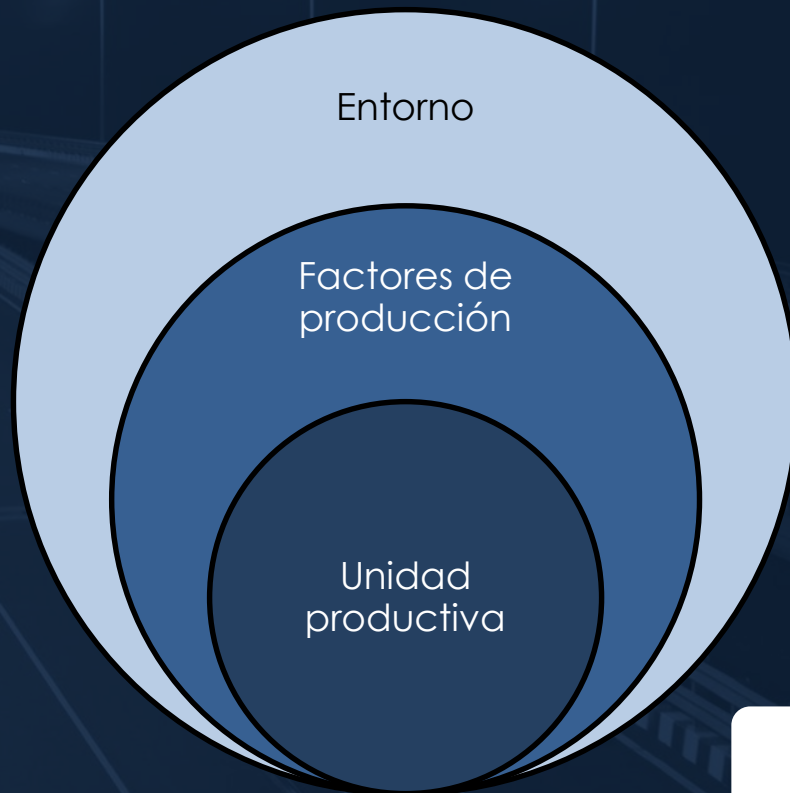 Entorno
Factores de
producción
Unidad
productiva